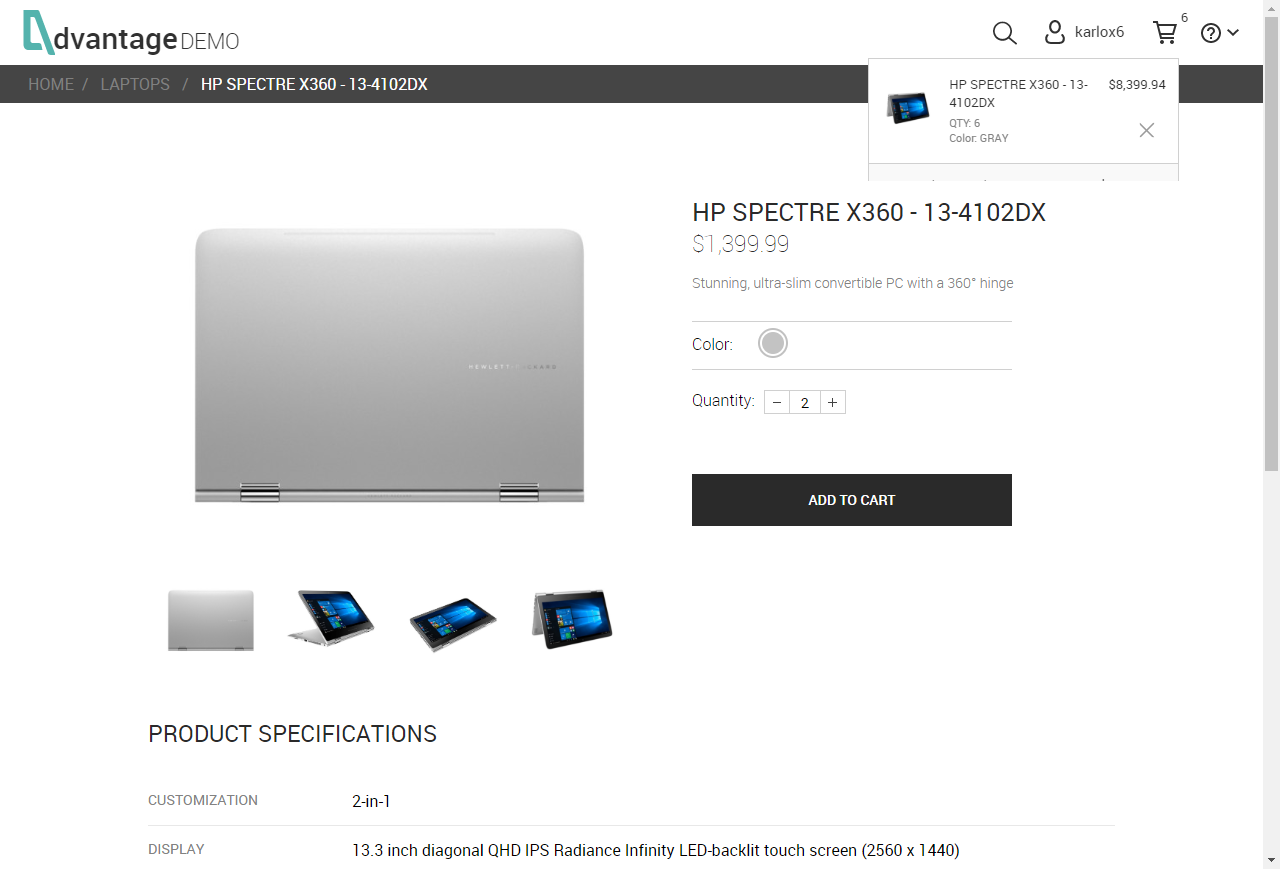 dvantage DEMO
karlox6
6
HOME / LAPTOPS / HP SPECTRE X360 - 13-4102DX
HP SPECTRE X360 - 13-
4102DX
$8,399.94
QTY: 6
Color: GRAY
HP SPECTRE X360 - 13-4102DX
$1,399.99
Stunning, ultra-slim convertible PC with a 360° hinge
Color:
Quantity: − 2 +
ADD TO CART
PRODUCT SPECIFICATIONS
CUSTOMIZATION 2-in-1
DISPLAY 13.3 inch diagonal QHD IPS Radiance Infinity LED-backlit touch screen (2560 x 1440)